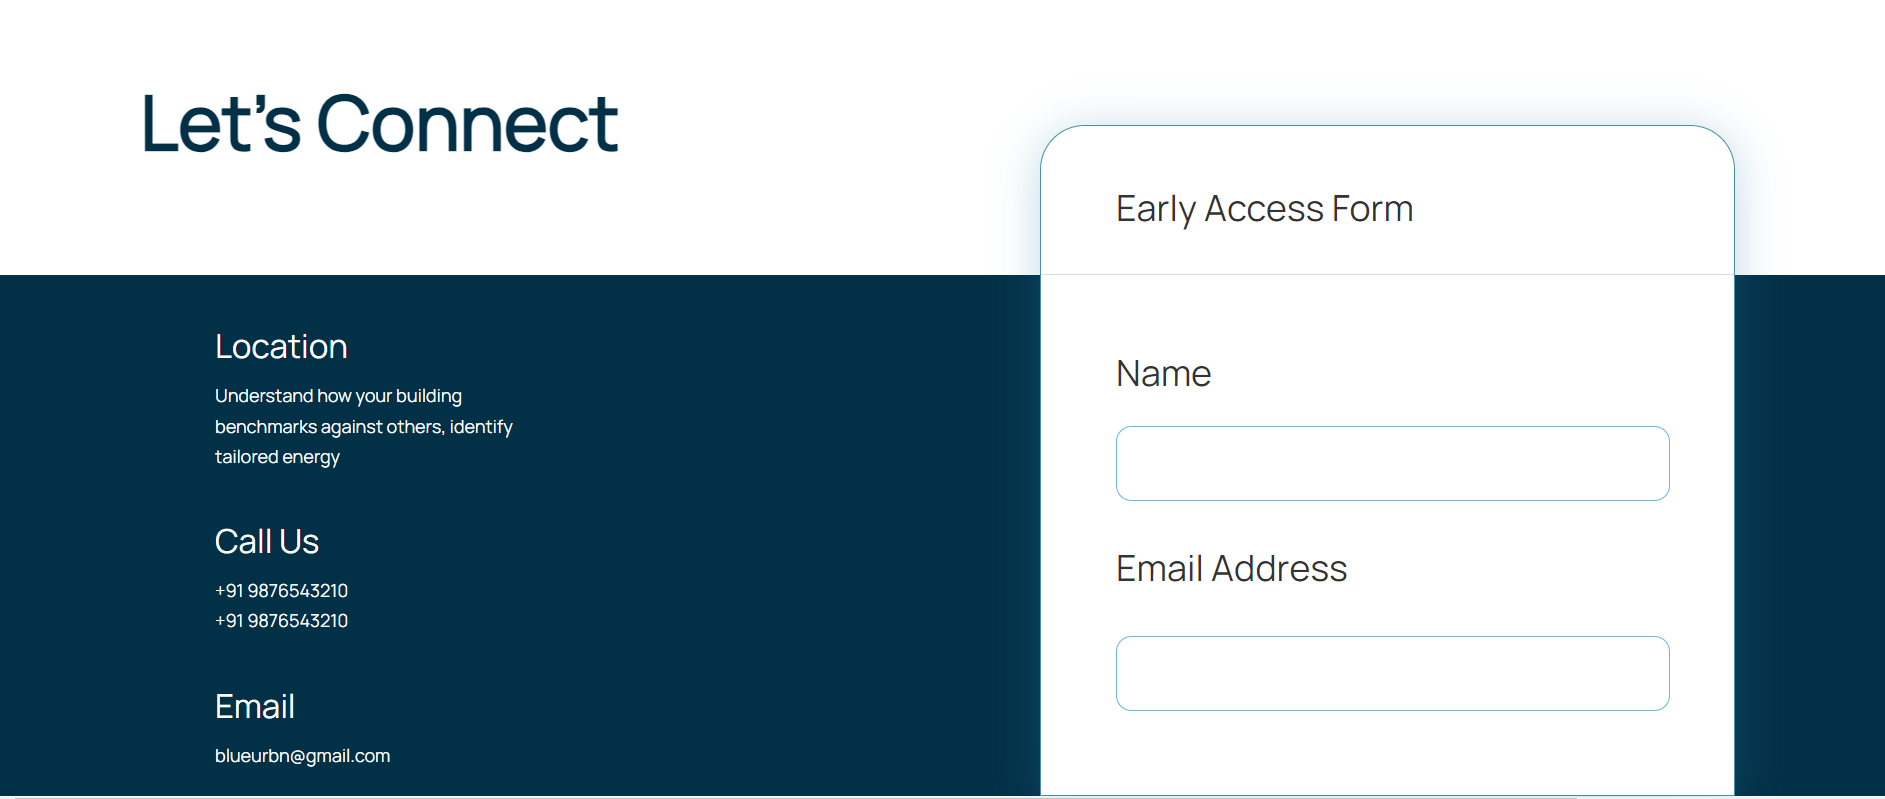 Let's Connect
Location
Understand how your building
benchmarks against others, identify
tailored energy
Call Us
+91 9876543210
+91 9876543210
Email
blueurbn@gmail.com
Early Access Form
Name
Email Address